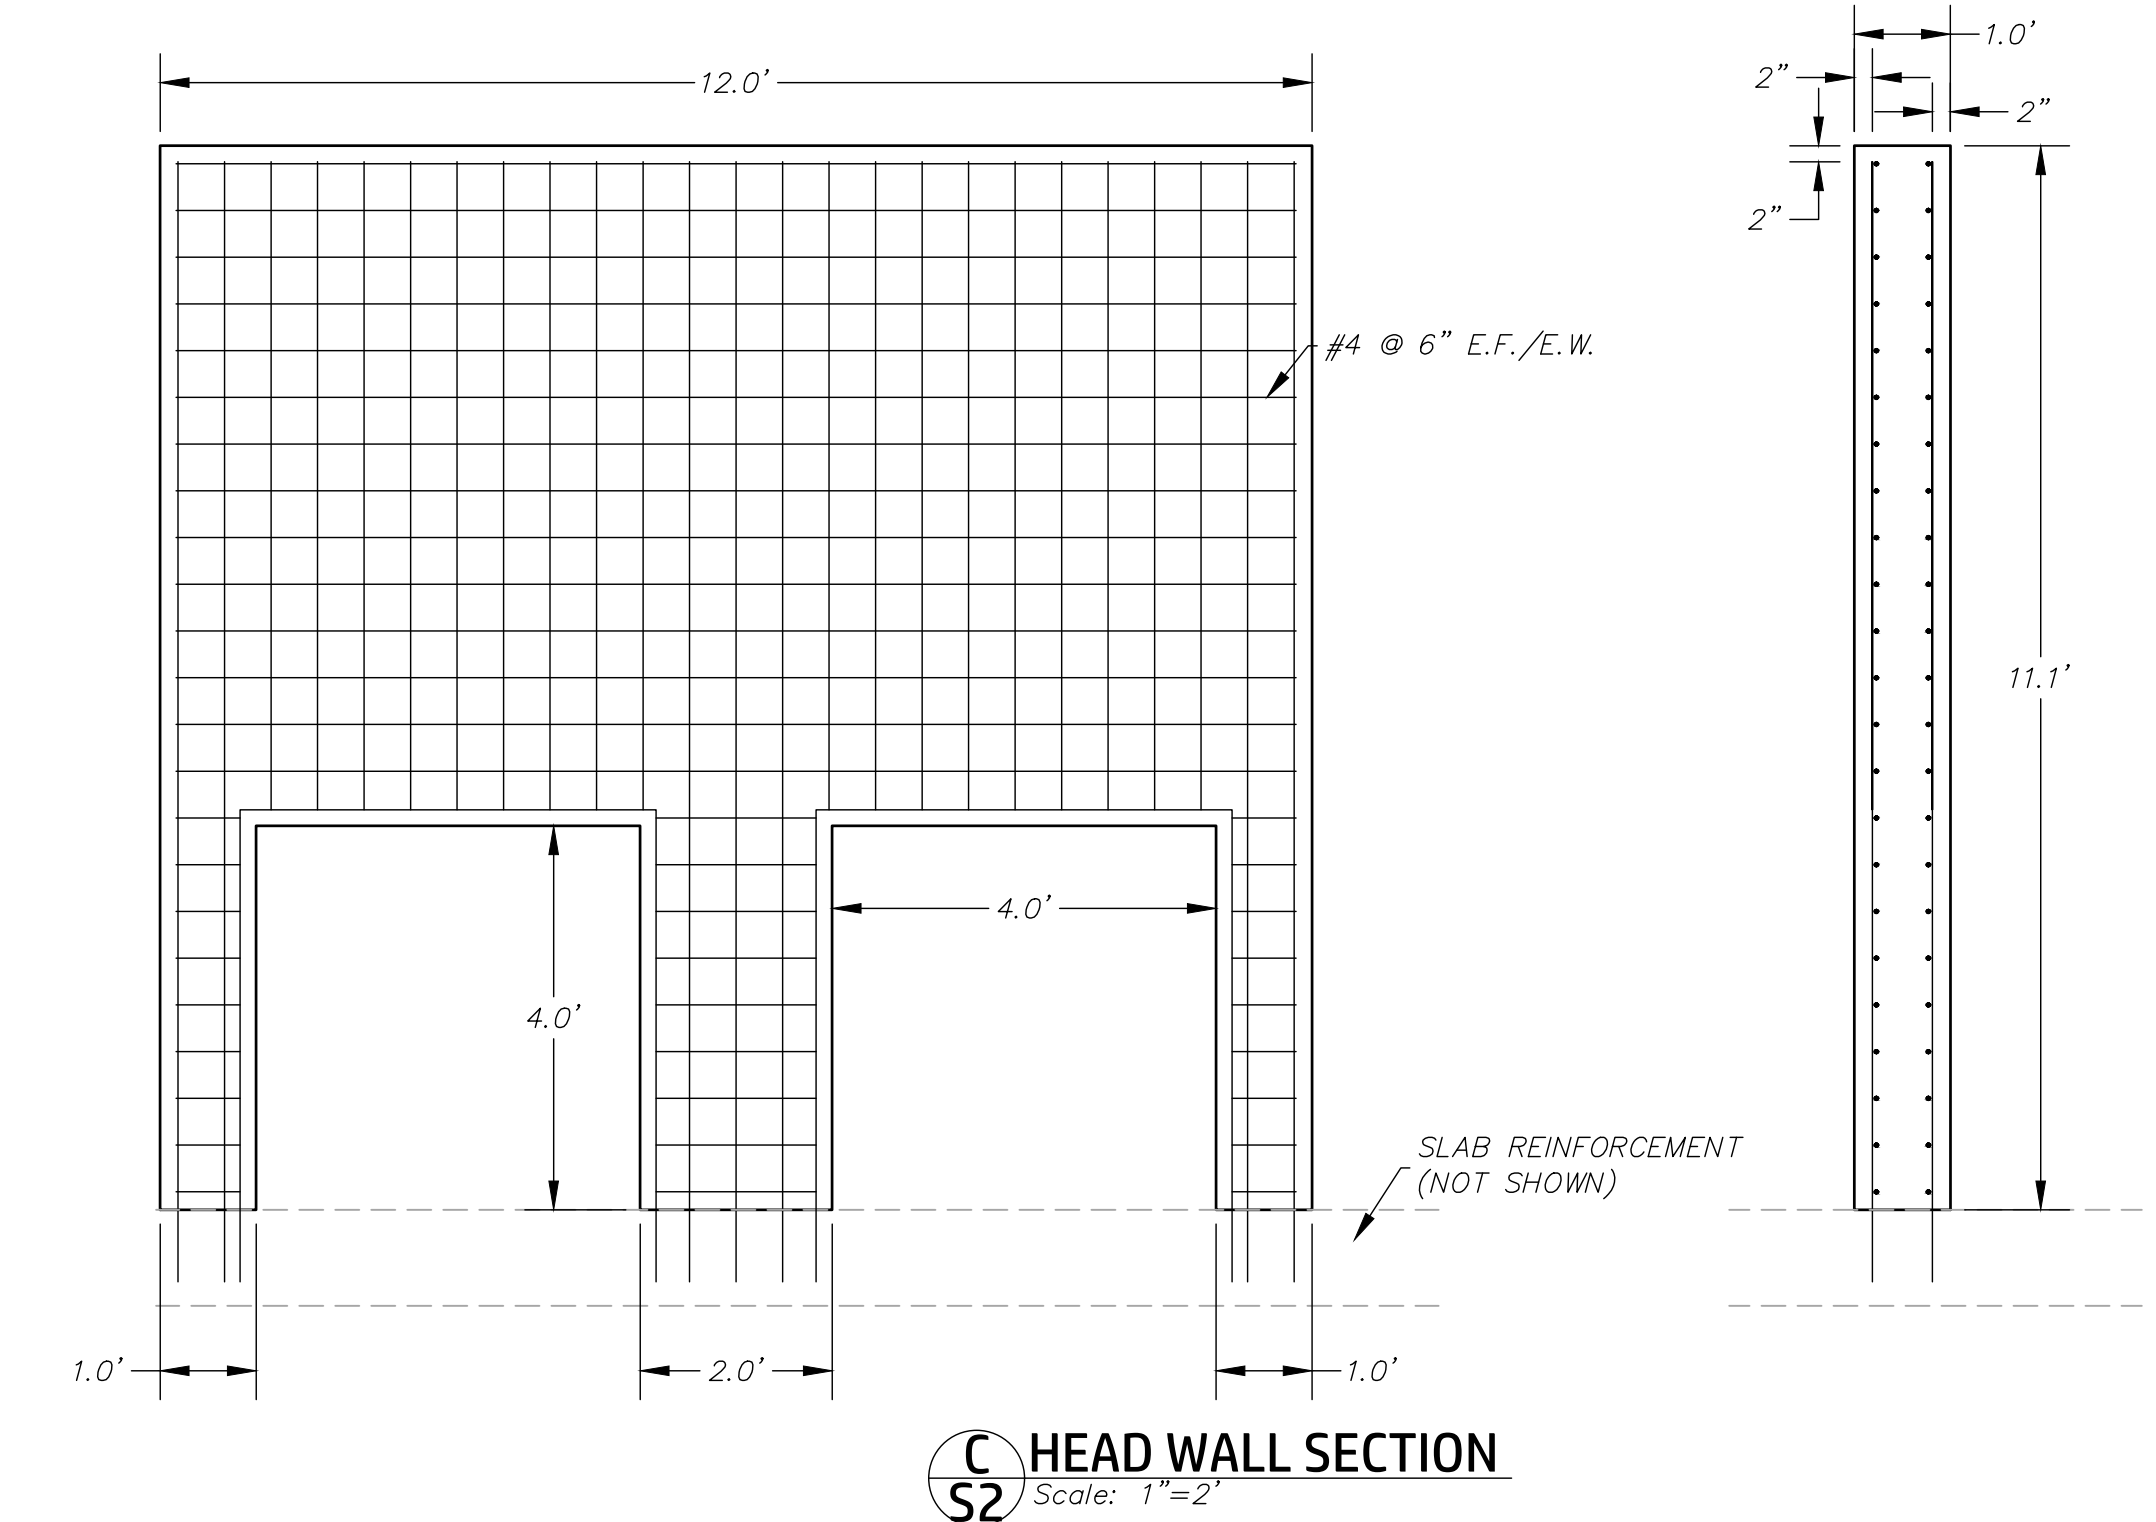 1.0’
12.0’
2”
2”
2”
#4 @ 6” E.F./E.W.
11.1’
4.0’
4.0’
SLAB REINFORCEMENT
(NOT SHOWN)
1.0’
2.0’
1.0’
C
HEAD WALL SECTION
S2
Scale: 1”=2’